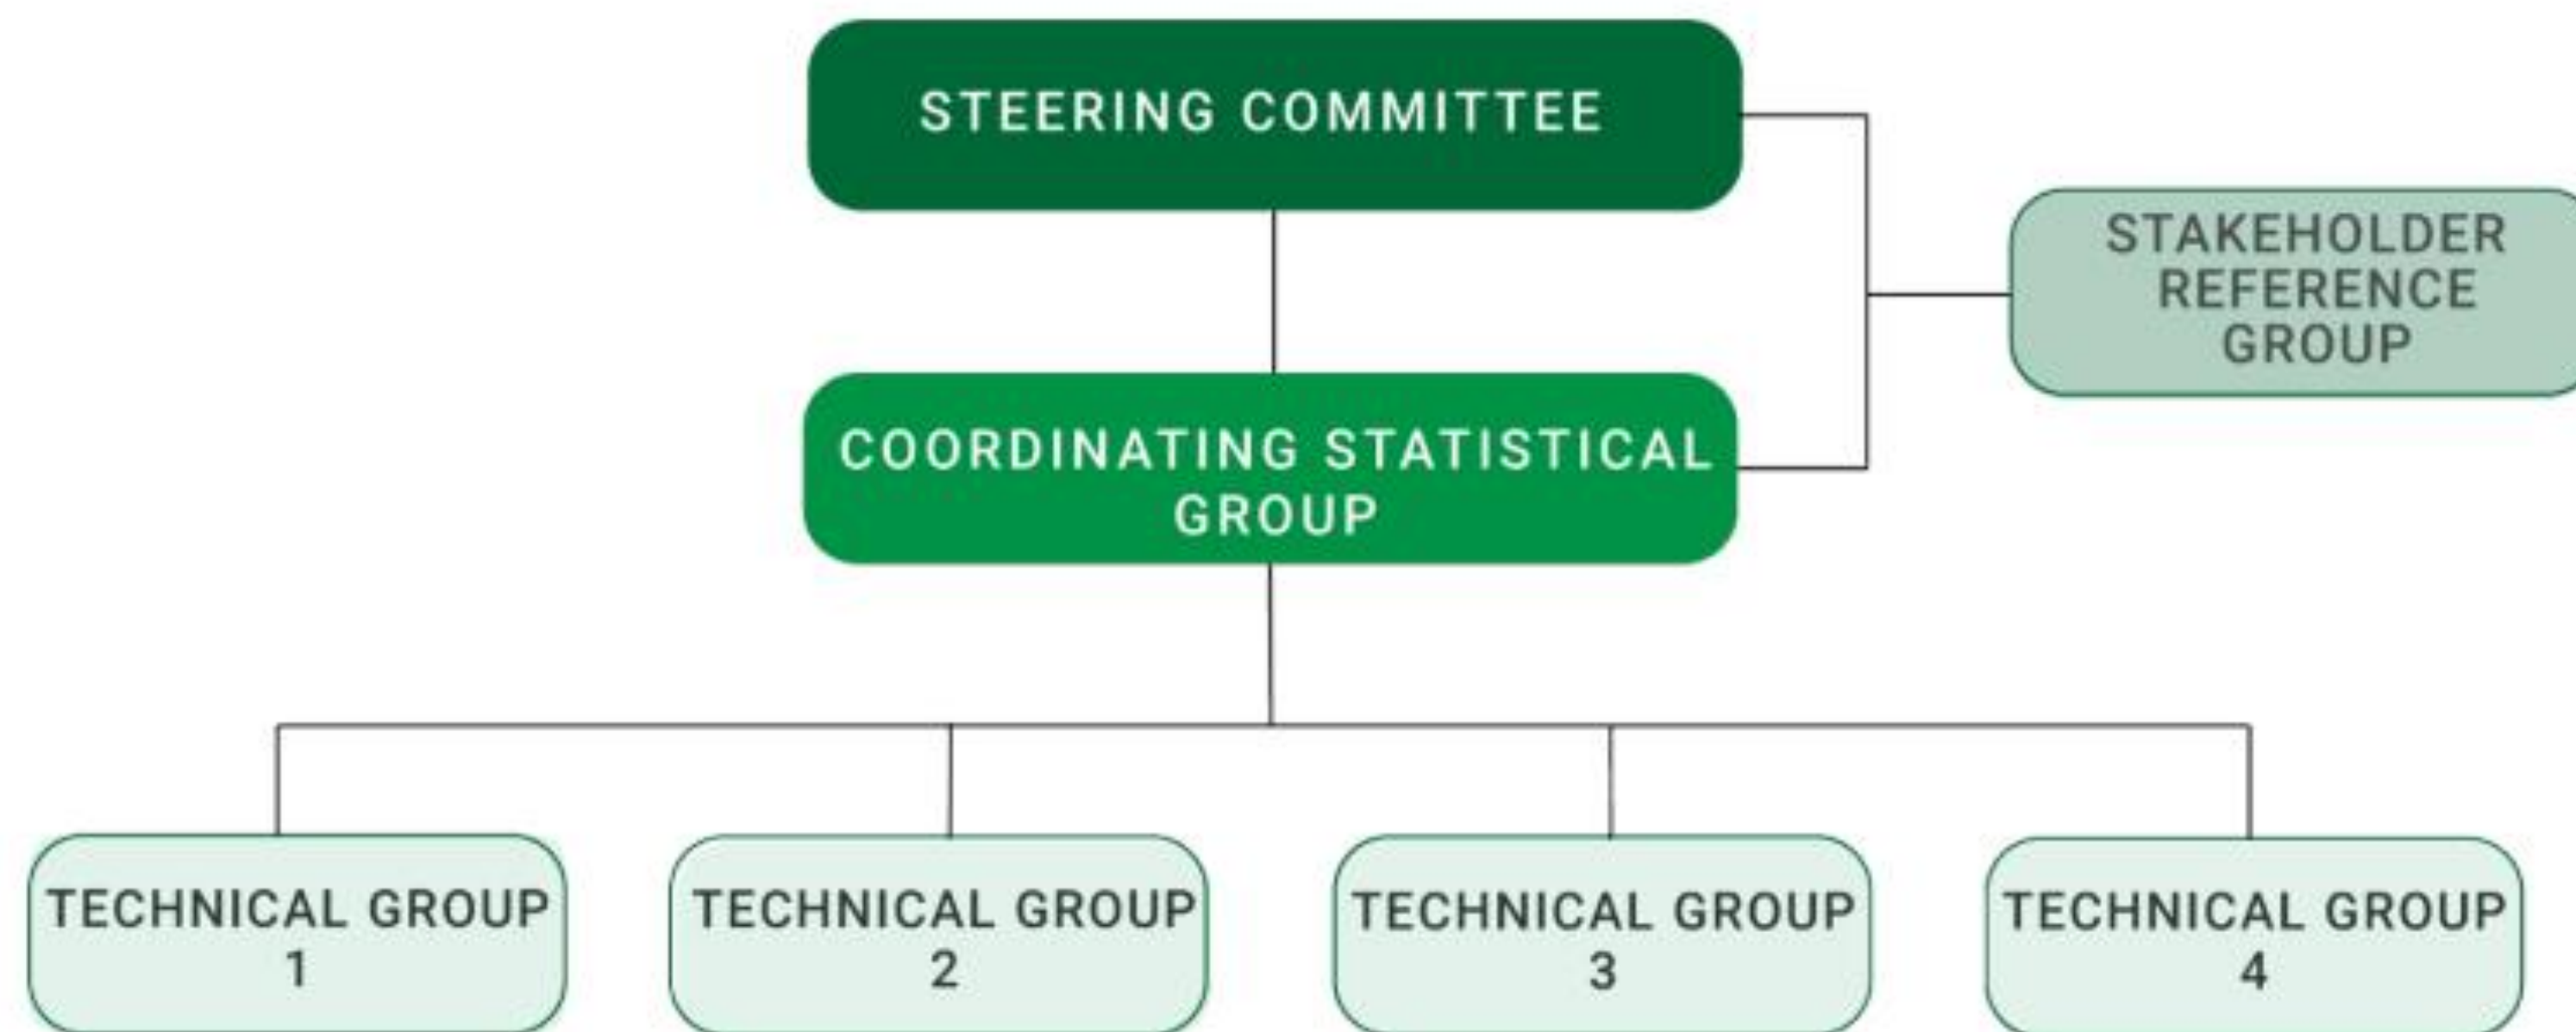 STEERING COMMITTEE
STAKEHOLDER
REFERENCE
GROUP
COORDINATING STATISTICAL
GROUP
TECHNICAL GROUP
1
TECHNICAL GROUP
2
TECHNICAL GROUP
3
TECHNICAL GROUP
4